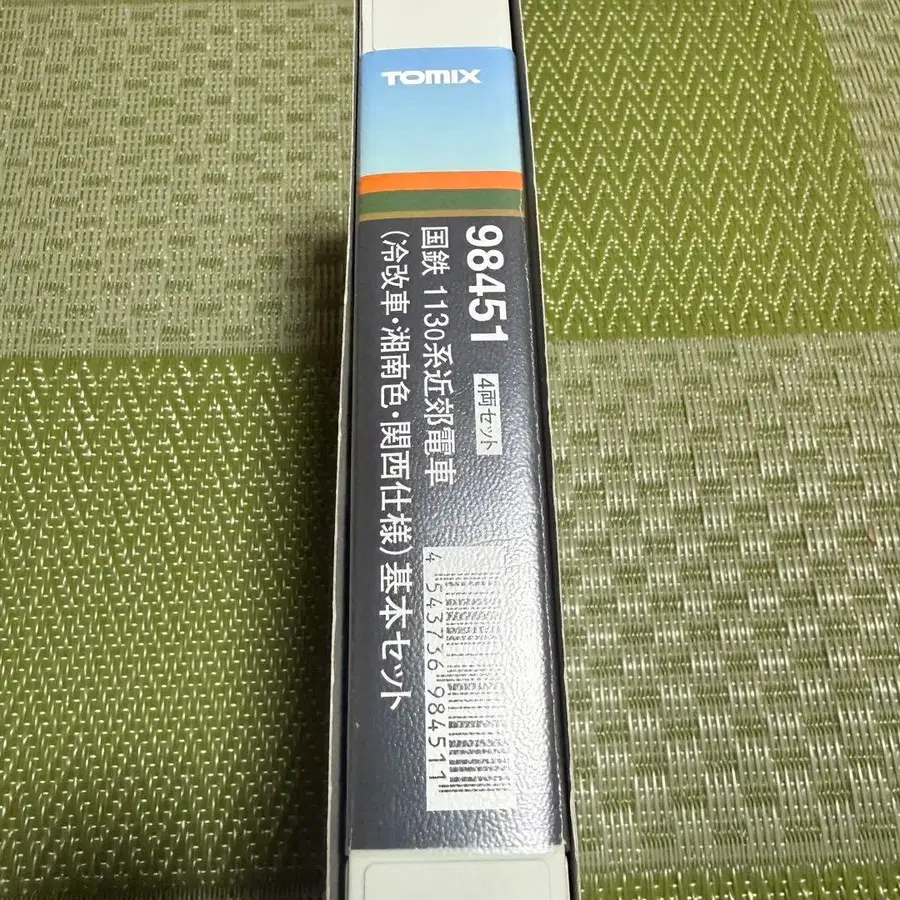 TOMIX
98451
4両セット
国鉄 113o系近郊電車
(冷改車・湘南色・関西仕様)基本セット
4 543736 984511